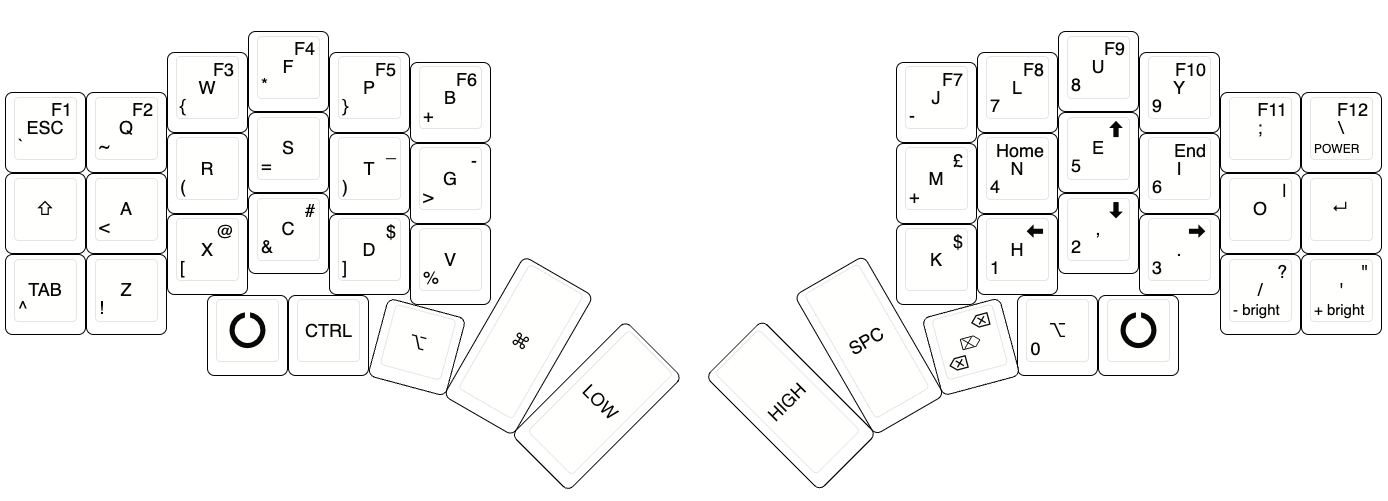 F1
ESC
`
F2
Q
~
F3
W
{
F4
F
*
F5
P
}
F6
B
+
⇧
A
<
R
(
S
=
_
T
)
-
G
>
TAB
^
Z
!
@
X
[
#
C
&
$
D
]
V
%
CTRL
⌥
⌘
LOW
F7
J
-
F8
L
7
F9
U
8
F10
Y
9
F11
;
F12
\
POWER
£
M
+
Home
N
4
⬆
E
5
End
I
6
|
O
↵
$
K
⬅
H
1
⬇
,
2
➡
.
3
?
/
- bright
"
'
+ bright
HIGH
SPC
⌫
⌦
⌫
⌥
0